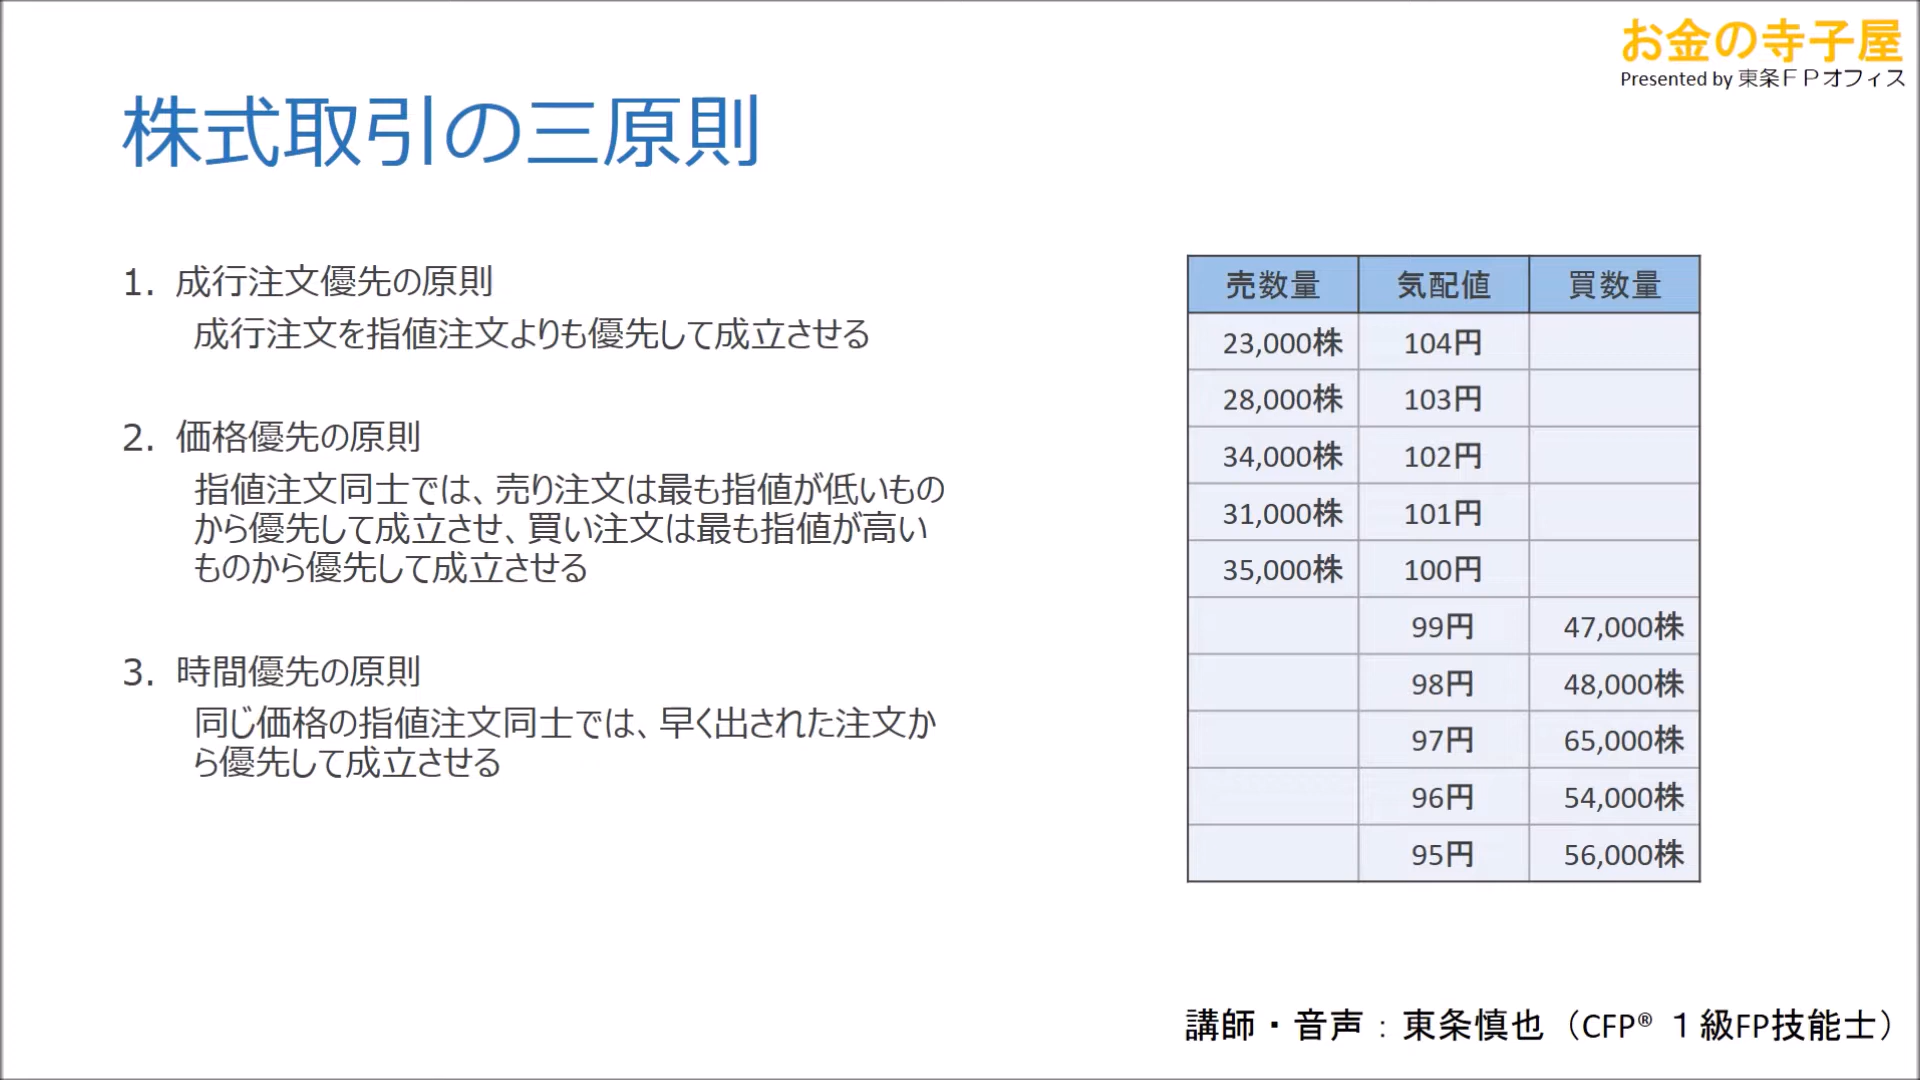 お金の寺子屋
Presented by 東条ＦＰオフィス
株式取引の三原則
1. 成行注文優先の原則
成行注文を指値注文よりも優先して成立させる
2. 価格優先の原則
指値注文同士では、売り注文は最も指値が低いもの
から優先して成立させ、買い注文は最も指値が高い
ものから優先して成立させる
3. 時間優先の原則
同じ価格の指値注文同士では、早く出された注文か
ら優先して成立させる
売数量 気配値 買数量
23,000株 104円
28,000株 103円
34,000株 102円
31,000株 101円
35,000株 100円
99円 47,000株
98円 48,000株
97円 65,000株
96円 54,000株
95円 56,000株
講師・音声：東条慎也（CFP® １級FP技能士）